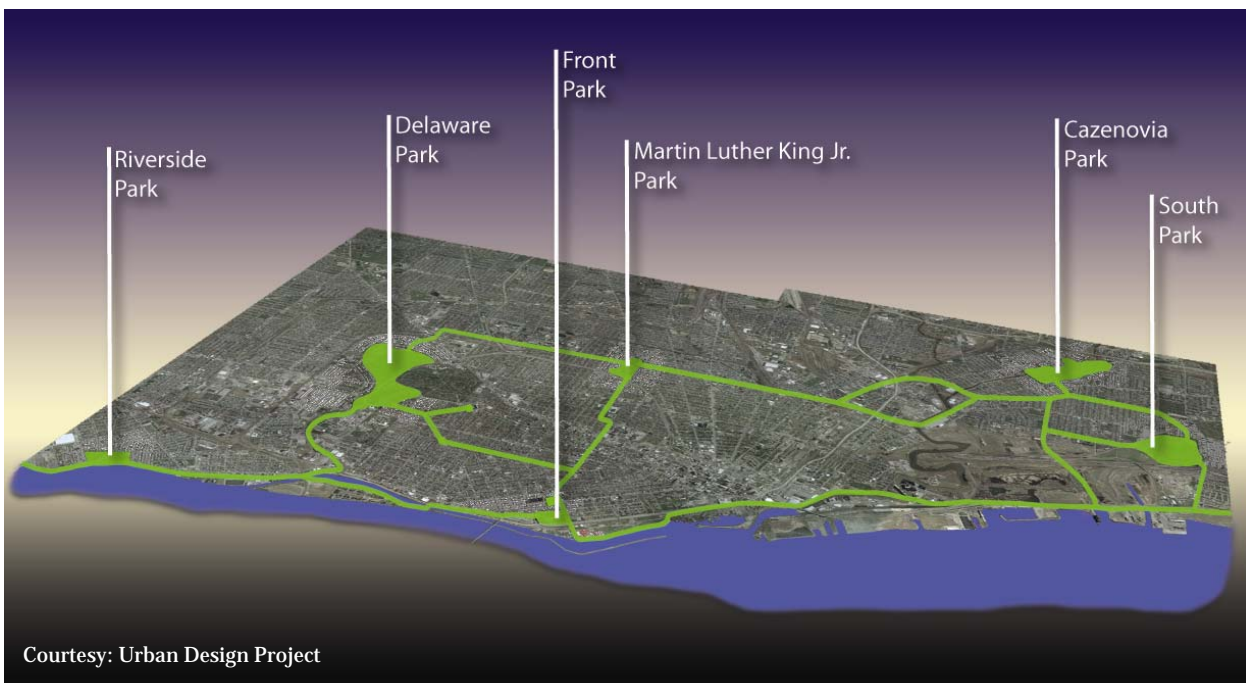 Front
Park
Delaware
Park
Riverside
Park
Martin Luther King Jr.
Park
Cazenovia
Park
South
Park
Courtesy: Urban Design Project